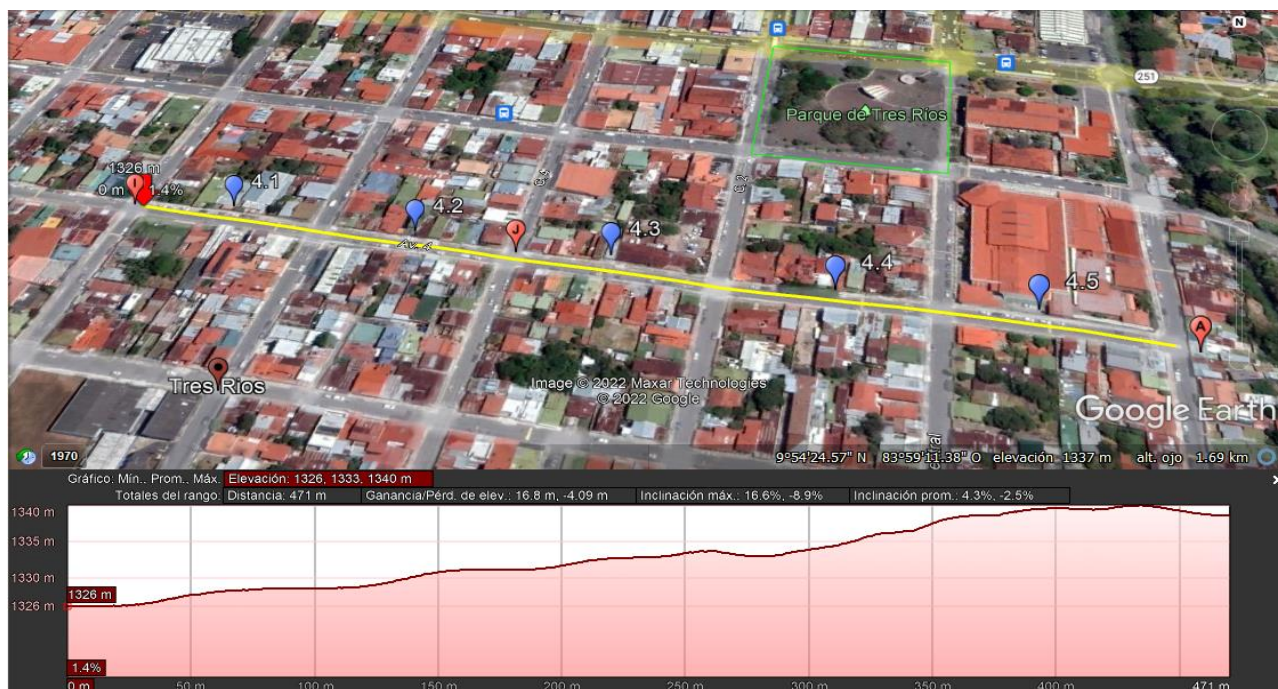 N
251
Parque de Tres Ríos
1326 m
0 m 1.4%
I
4.1
4.2
J
4.3
4.4
4.5
A
Av. 4
C. 2
Tres Ríos
Image © 2022 Maxar Technologies
© 2022 Google
Google Earth
1970
9°54'24.57" N 83°59'11.38" O elevación 1337 m alt. ojo 1.69 km
Gráfico: Mín.. Prom.. Máx. Elevación: 1326, 1333, 1340 m
Totales del rango: Distancia: 471 m Ganancia/Pérd. de elev.: 16.8 m, -4.09 m Inclinación máx.: 16.6%, -8.9% Inclinación prom.: 4.3%, -2.5%
1340 m
1335 m
1330 m
1326 m
1326 m
1.4%
0 m 50 m 100 m 150 m 200 m 250 m 300 m 350 m 400 m 471 m